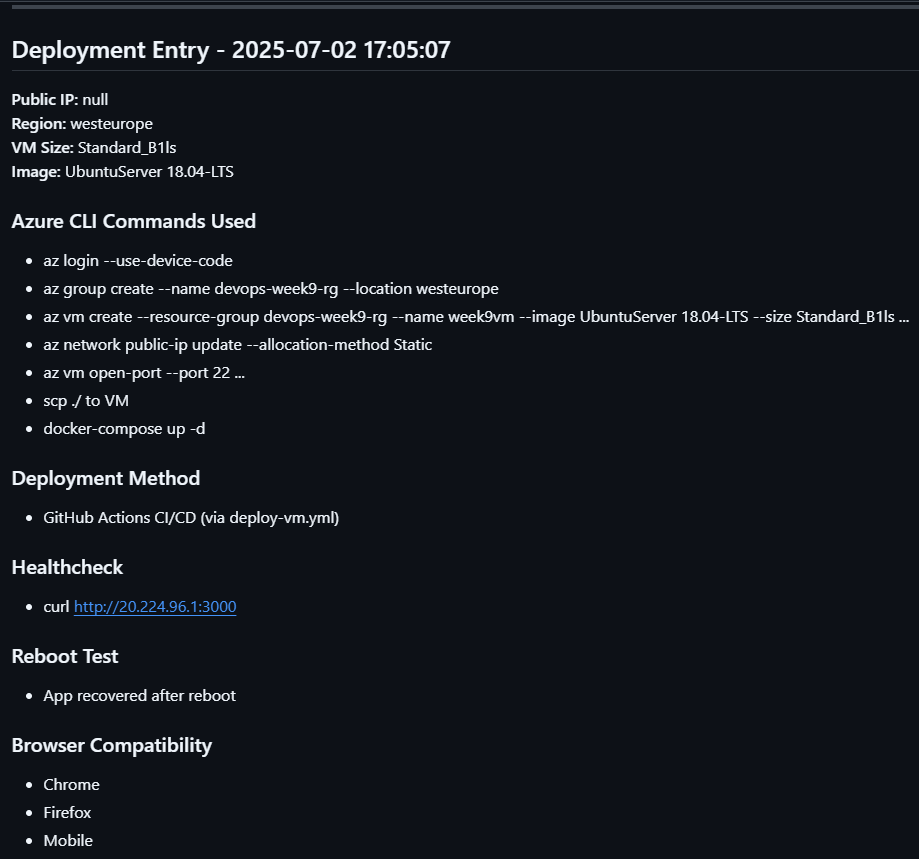 Deployment Entry - 2025-07-02 17:05:07
Public IP: null
Region: westeurope
VM Size: Standard_B1ls
Image: UbuntuServer 18.04-LTS
Azure CLI Commands Used
az login --use-device-code
az group create --name devops-week9-rg --location westeurope
az vm create --resource-group devops-week9-rg --name week9vm --image UbuntuServer 18.04-LTS --size Standard_B1ls ...
az network public-ip update --allocation-method Static
az vm open-port --port 22 ...
scp ./ to VM
docker-compose up -d
Deployment Method
GitHub Actions CI/CD (via deploy-vm.yml)
Healthcheck
curl http://20.224.96.1:3000
Reboot Test
App recovered after reboot
Browser Compatibility
Chrome
Firefox
Mobile